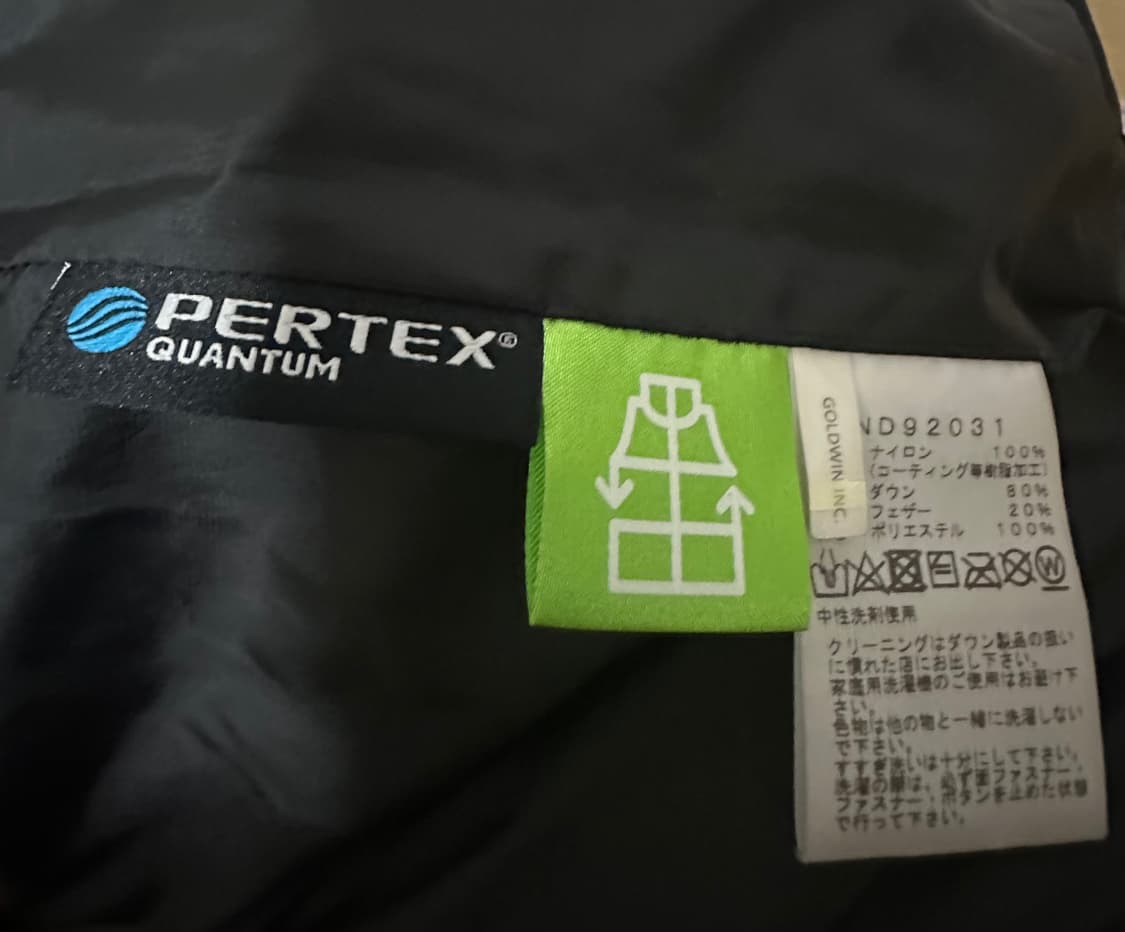 PERTEX®
QUANTUM
GOLDWIN INC.
ND92031
ナイロン 100%
(コーティング等樹脂加工)
ダウン 80%
フェザー 20%
ポリエステル 100%
W
中性洗剤使用
クリーニングはダウン製品の扱い
に慣れた店にお出し下さい。
家庭用洗濯機のご使用はお避け下
さい。
色物は他の物と一緒に洗濯しない
で下さい。
すすぎ洗いは十分にして下さい。
洗濯の際は、必ず面ファスナー、
ファスナー・ボタンを止めた状態
で行って下さい。